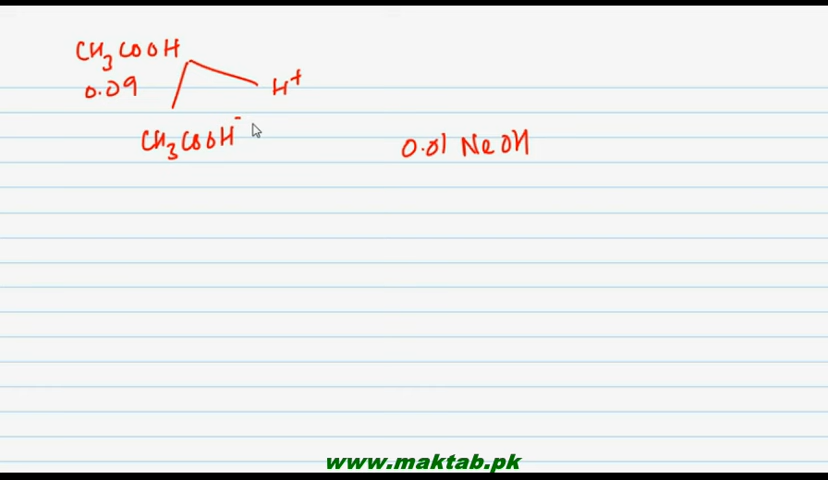 CH₃COOH
0.09
H⁺
CH₃COOH⁻
0.01 NaOH
www.maktab.pk